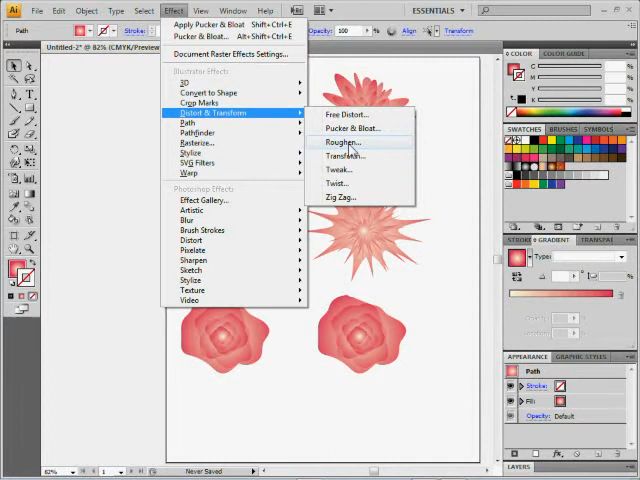 Ai File Edit Object Type Select Effect View Window Help Br ESSENTIALS
Path Stroke: Opacity: 100 Align Transform
Untitled-2* @ 82% (CMYK/Preview)
Apply Pucker & Bloat Shift+Ctrl+E
Pucker & Bloat... Alt+Shift+Ctrl+E
Document Raster Effects Settings...
Illustrator Effects
3D
Convert to Shape
Crop Marks
Distort & Transform
Path
Pathfinder
Rasterize...
Stylize
SVG Filters
Warp
Photoshop Effects
Effect Gallery...
Artistic
Blur
Brush Strokes
Distort
Pixelate
Sharpen
Sketch
Stylize
Texture
Video
Free Distort...
Pucker & Bloat...
Roughen...
Transform...
Tweak...
Twist...
Zig Zag...
COLOR
C
M
Y
K
SWATCHES
STROKE GRADIENT
Type:
%
Opacity: %
Location: %
APPEARANCE GRAPHIC STYLES
Path
Stroke:
Fill:
Opacity: Default
fx
LAYERS
82% 1 Never Saved